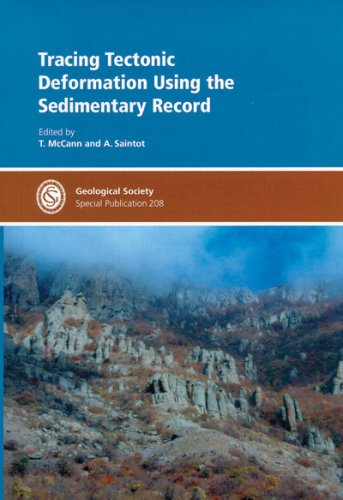 Tracing Tectonic
Deformation Using the
Sedimentary Record
Edited by
T. McCann and A. Saintot
Geological Society
Special Publication 208